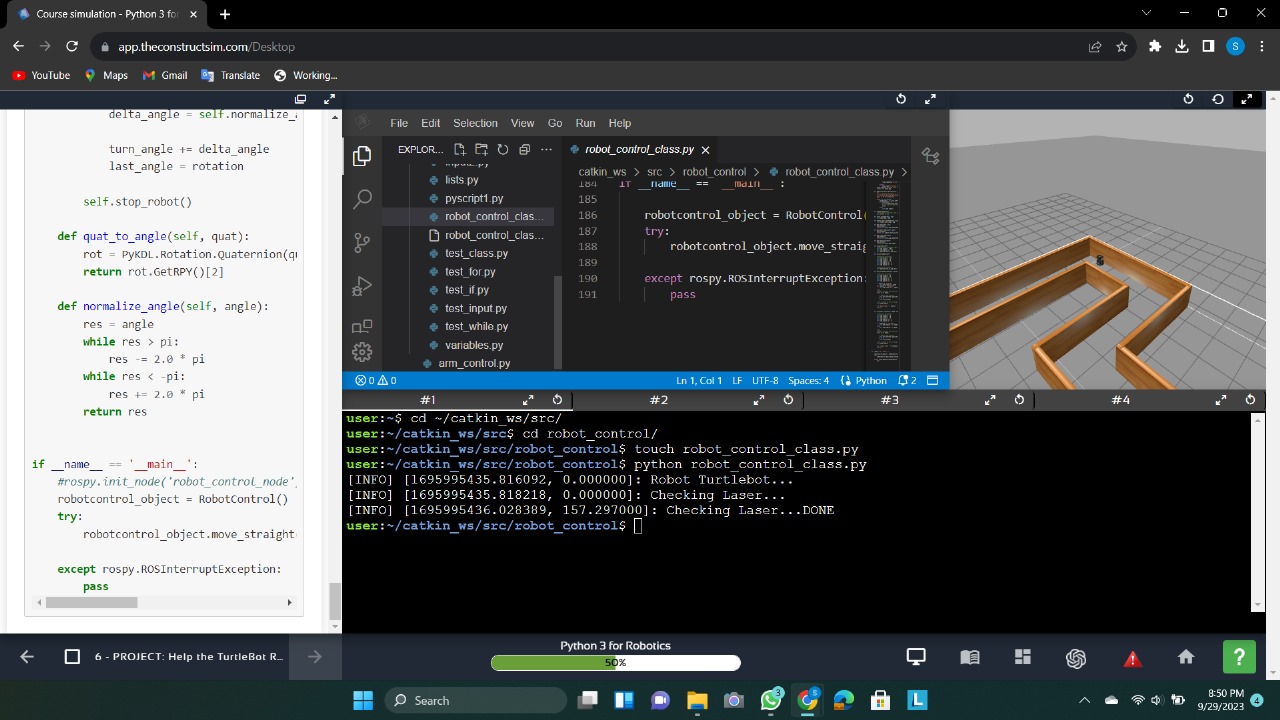 Course simulation - Python 3 for
app.theconstructsim.com/Desktop
S
YouTube
Maps
Gmail
Translate
Working...
delta_angle = self.normalize_
turn_angle += delta_angle
last_angle = rotation
self.stop_robot()
def quat_to_angle(self, quat):
rot = PyKDL.Rotation.Quaternion(qu
return rot.GetRPY()[2]
def normalize_angle(self, angle):
res = angle
while res > pi:
res -= 2.0 * pi
while res < -pi:
res += 2.0 * pi
return res
if __name__ == '__main__':
#rospy.init_node('robot_control_node',
robotcontrol_object = RobotControl()
try:
robotcontrol_object.move_straight(
except rospy.ROSInterruptException:
pass
File Edit Selection View Go Run Help
EXPLOR...
lists.py
pyscript1.py
robot_control_clas...
robot_control_clas...
test_class.py
test_for.py
test_if.py
test_input.py
test_while.py
variables.py
arm_control.py
robot_control_class.py
catkin_ws > src > robot_control > robot_control_class.py >
184 if __name__ == '__main__':
185
186 robotcontrol_object = RobotControl(
187 try:
188 robotcontrol_object.move_straig
189
190 except rospy.ROSInterruptException:
191 pass
0 0 Ln 1, Col 1 LF UTF-8 Spaces: 4 Python 2
#1 #2 #3 #4
user:~$ cd ~/catkin_ws/src/
user:~/catkin_ws/src$ cd robot_control/
user:~/catkin_ws/src/robot_control$ touch robot_control_class.py
user:~/catkin_ws/src/robot_control$ python robot_control_class.py
[INFO] [1695995435.816092, 0.000000]: Robot Turtlebot...
[INFO] [1695995435.818218, 0.000000]: Checking Laser...
[INFO] [1695995436.028389, 157.297000]: Checking Laser...DONE
user:~/catkin_ws/src/robot_control$
6 - PROJECT: Help the TurtleBot R...
Python 3 for Robotics
50%
?
Search
3
S
L
8:50 PM
9/29/2023
4